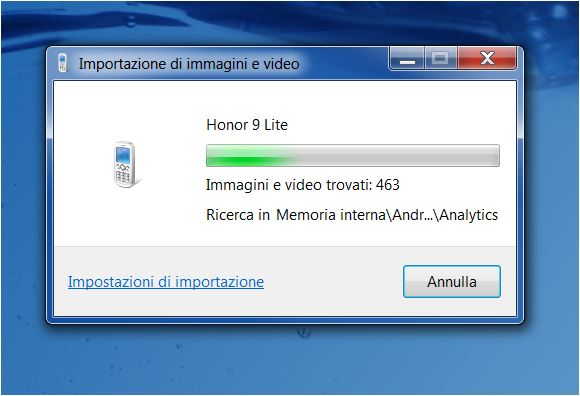 Importazione di immagini e video
Honor 9 Lite
Immagini e video trovati: 463
Ricerca in Memoria interna\Andr...\Analytics
Impostazioni di importazione
Annulla